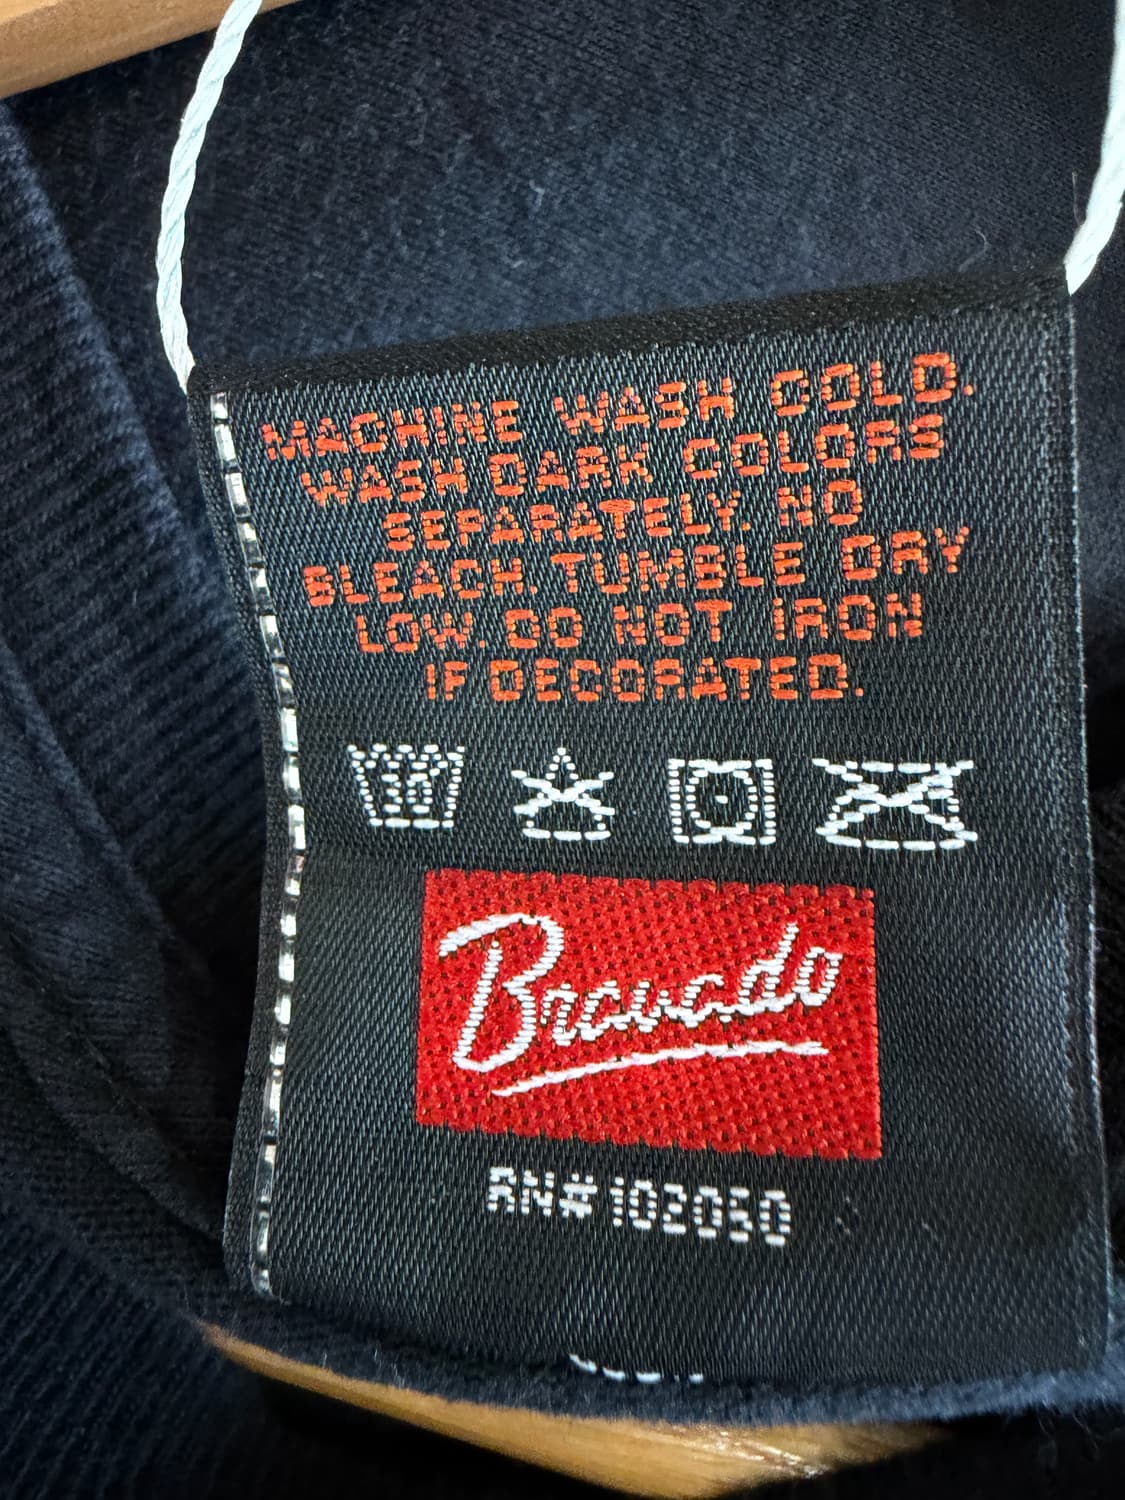 MACHINE WASH COLD.
WASH DARK COLORS
SEPARATELY. NO
BLEACH. TUMBLE DRY
LOW. DO NOT IRON
IF DECORATED.
30°
Bravado
RN#102050